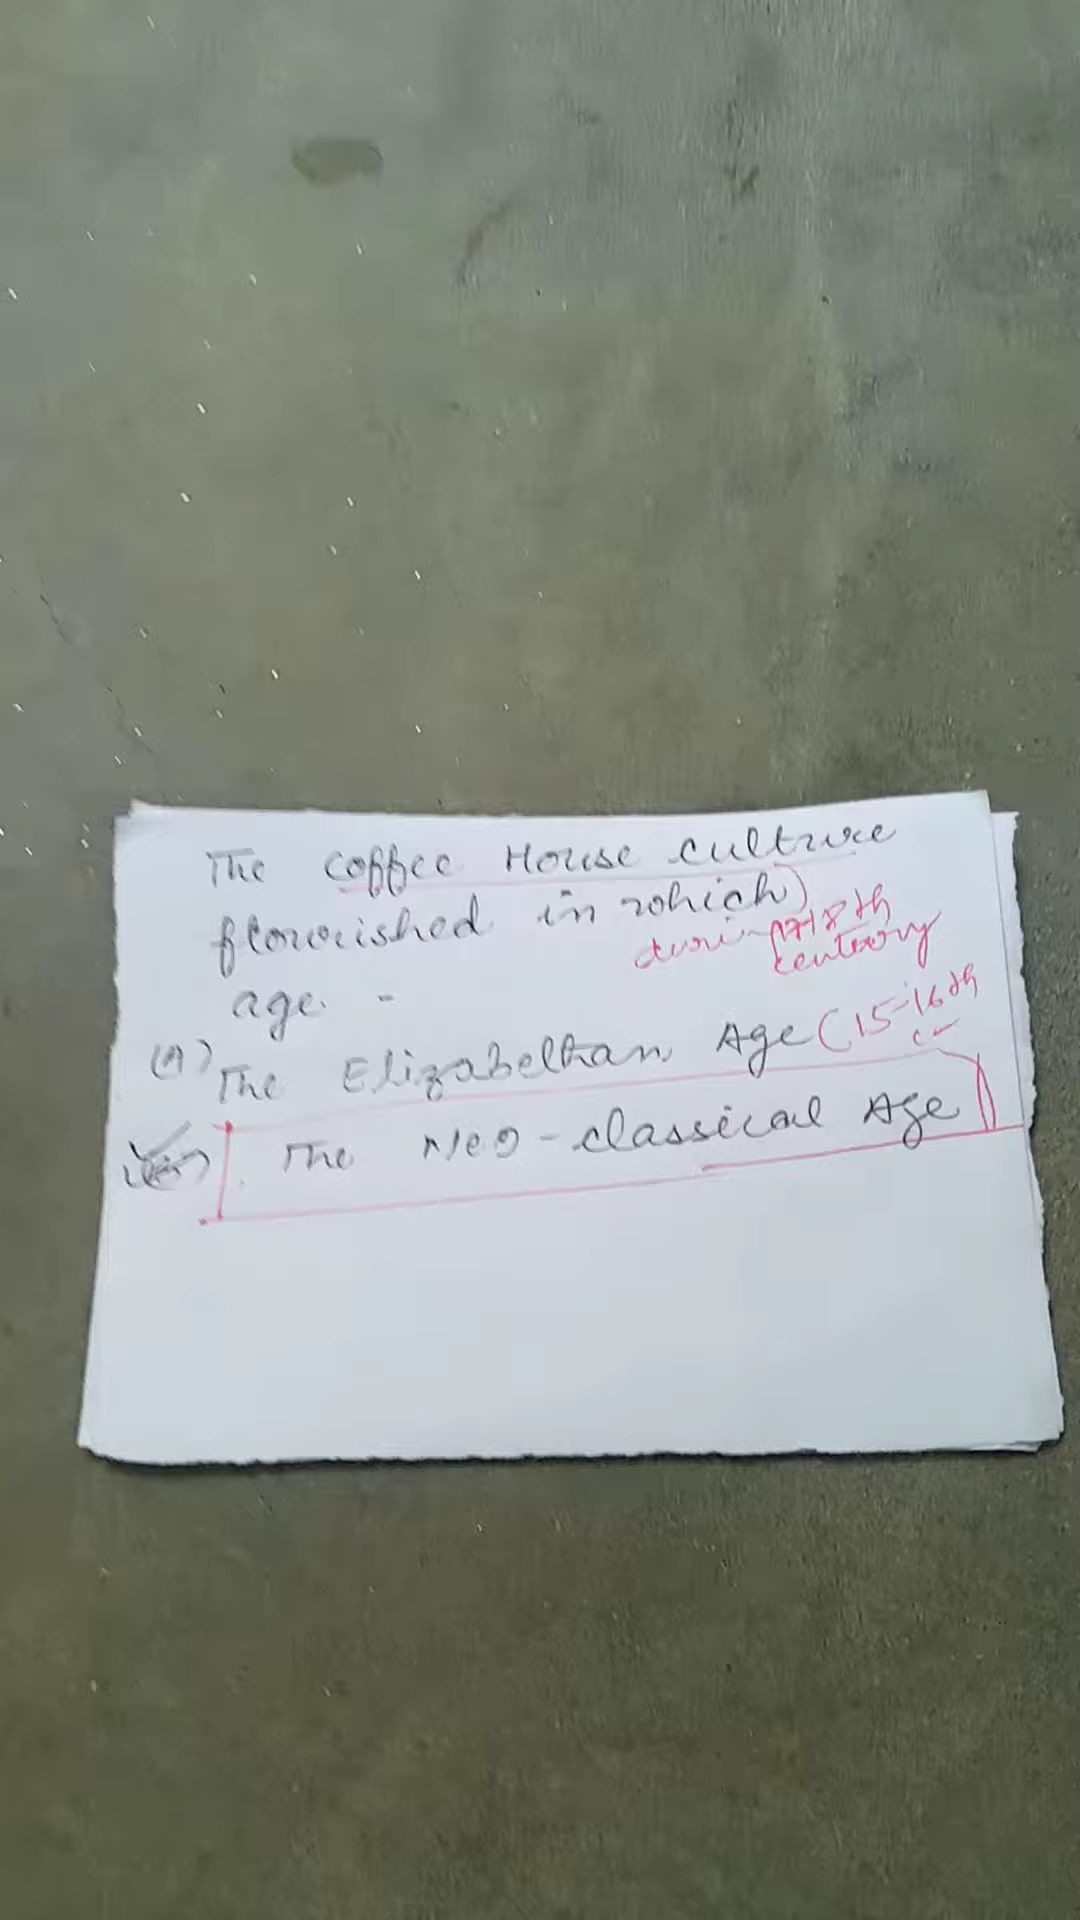 The coffee House culture
flourished in which)
during 17-18th
century
age. -
(A) The Elizabethan Age (15-16th
c
The Neo-classical Age